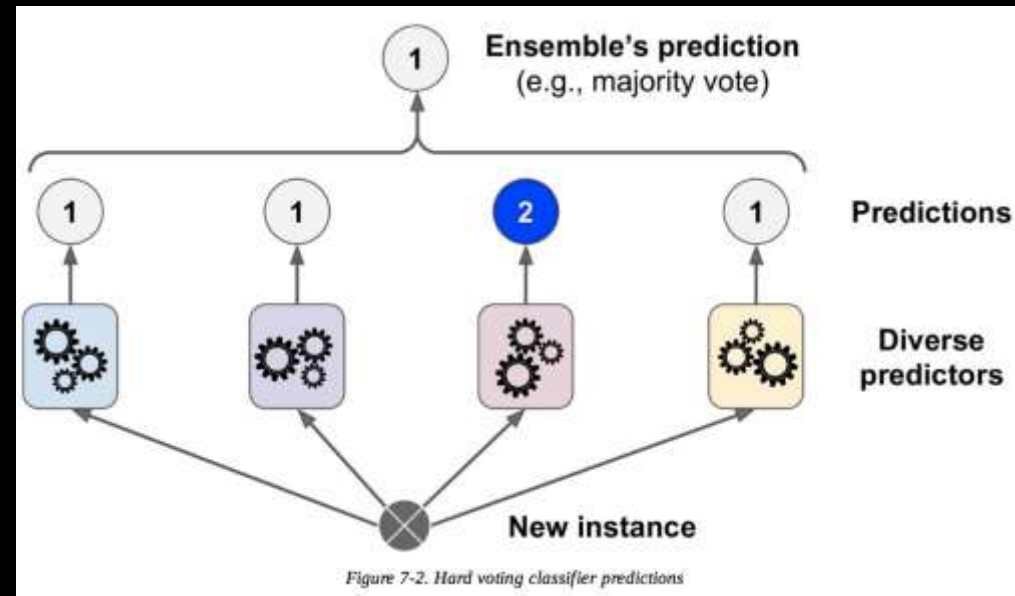 1
Ensemble's prediction
(e.g., majority vote)
1 1 2 1 Predictions
Diverse
predictors
New instance
Figure 7-2. Hard voting classifier predictions